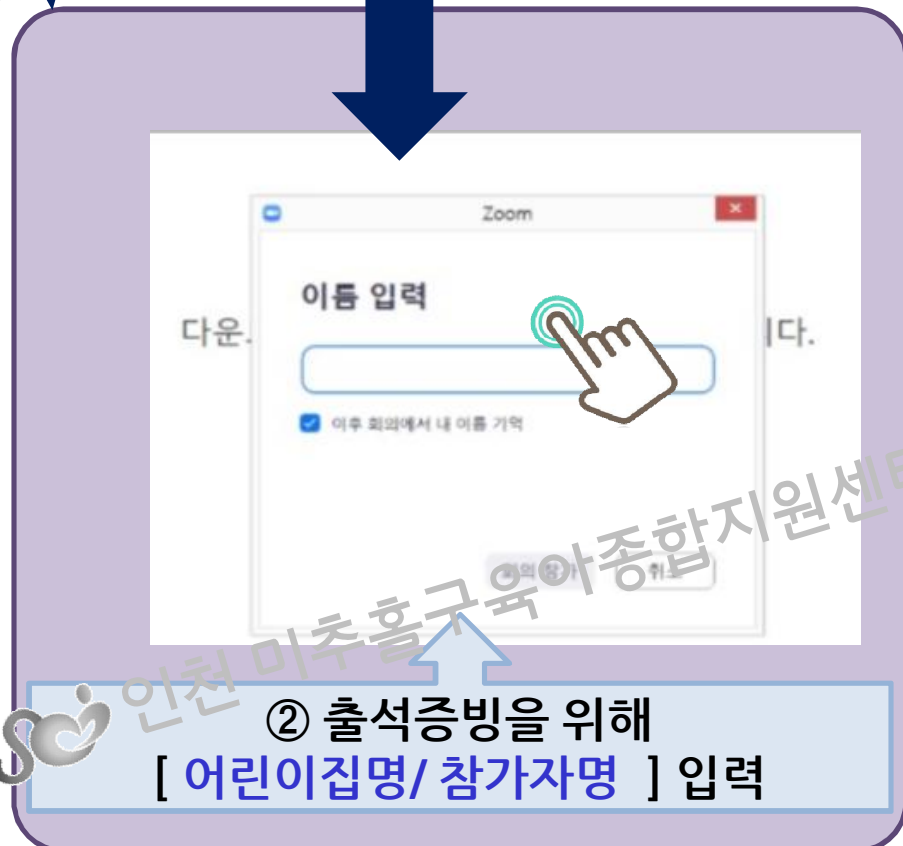 Zoom
이름 입력
다운.
니다.
이후 회의에서 내 이름 기억
회의 참가
취소
인천 미추홀구육아종합지원센터
② 출석증빙을 위해
[ 어린이집명/ 참가자명 ] 입력